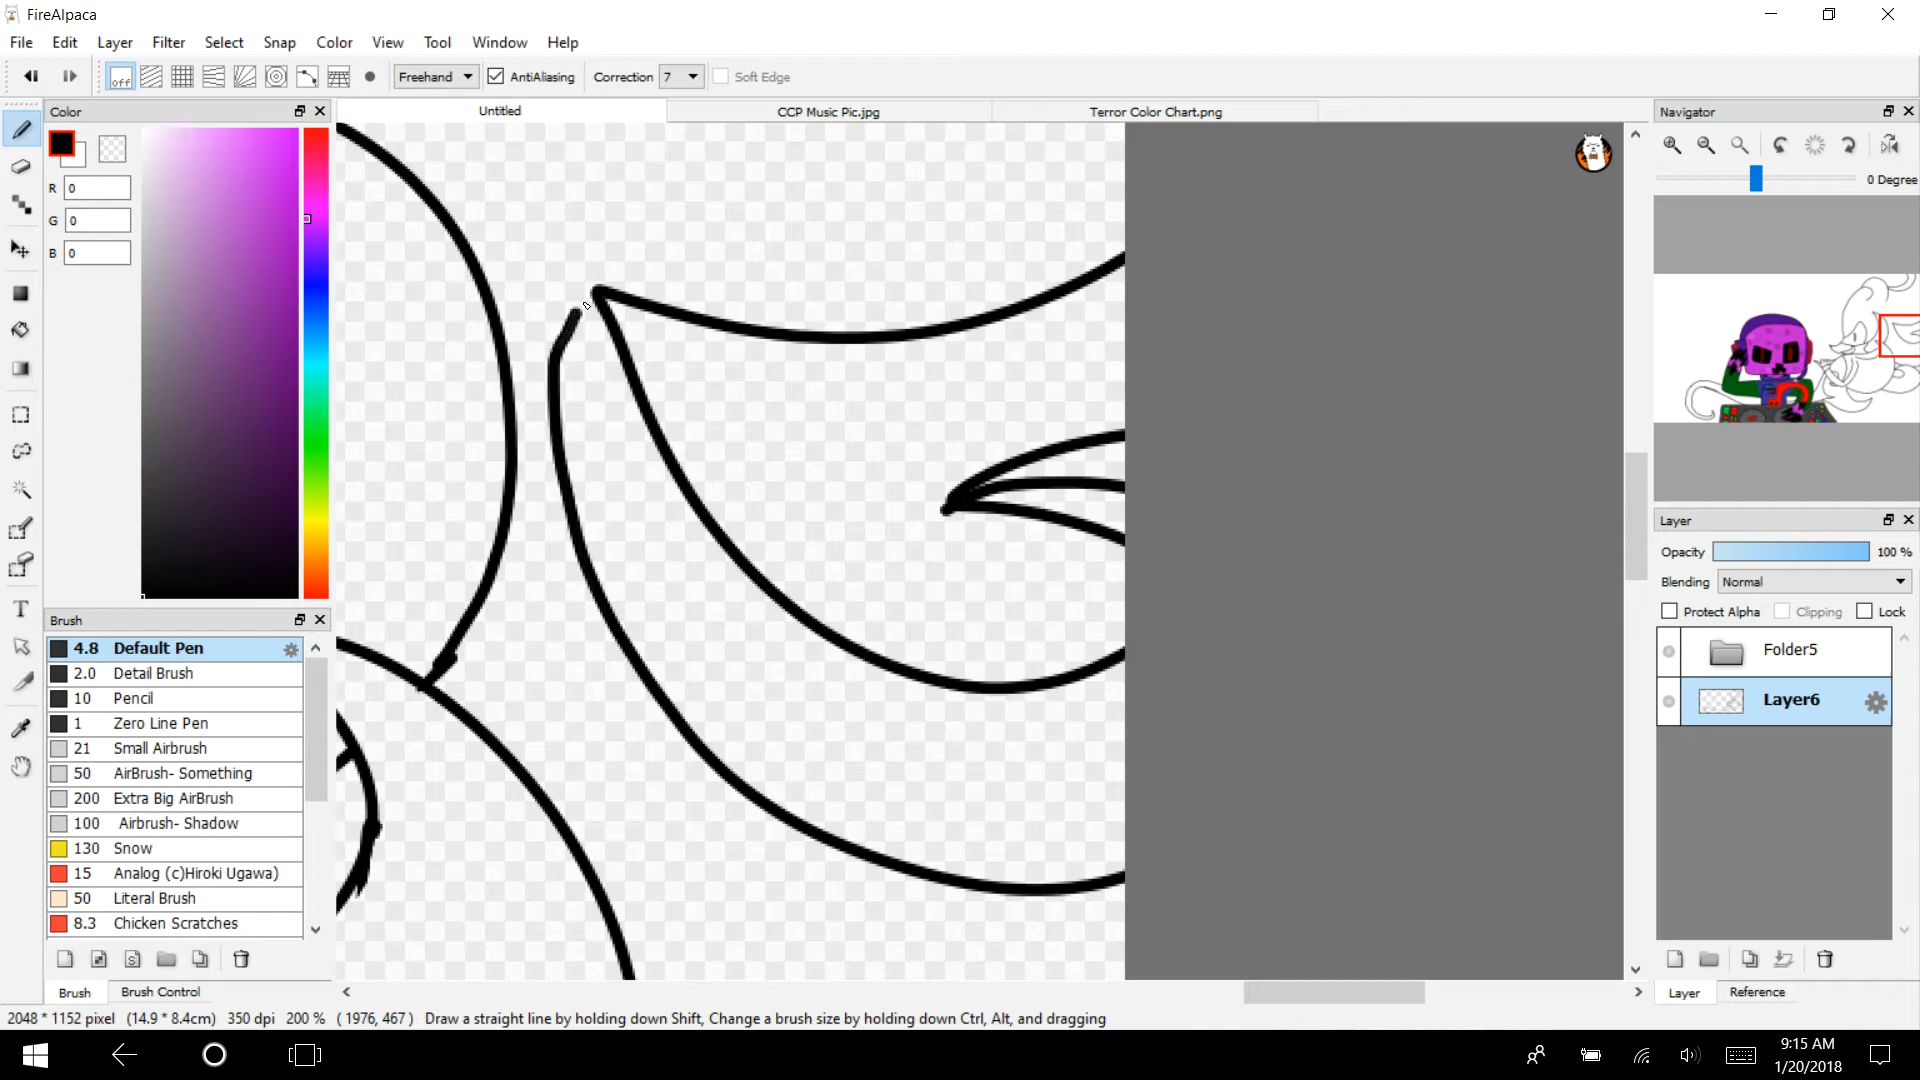 FireAlpaca
File Edit Layer Filter Select Snap Color View Tool Window Help
off Freehand AntiAliasing Correction 7 Soft Edge
Color
Untitled CCP Music Pic.jpg Terror Color Chart.png
Navigator
R 0
G 0
B 0
0 Degree
Layer
Opacity 100 %
Blending Normal
Protect Alpha Clipping Lock
Folder5
Layer6
Brush
4.8 Default Pen
2.0 Detail Brush
10 Pencil
1 Zero Line Pen
21 Small Airbrush
50 AirBrush- Something
200 Extra Big AirBrush
100 Airbrush- Shadow
130 Snow
15 Analog (c)Hiroki Ugawa)
50 Literal Brush
8.3 Chicken Scratches
T
S
Brush Brush Control
Layer Reference
2048 * 1152 pixel (14.9 * 8.4cm) 350 dpi 200 % ( 1976, 467 ) Draw a straight line by holding down Shift, Change a brush size by holding down Ctrl, Alt, and dragging
9:15 AM
1/20/2018